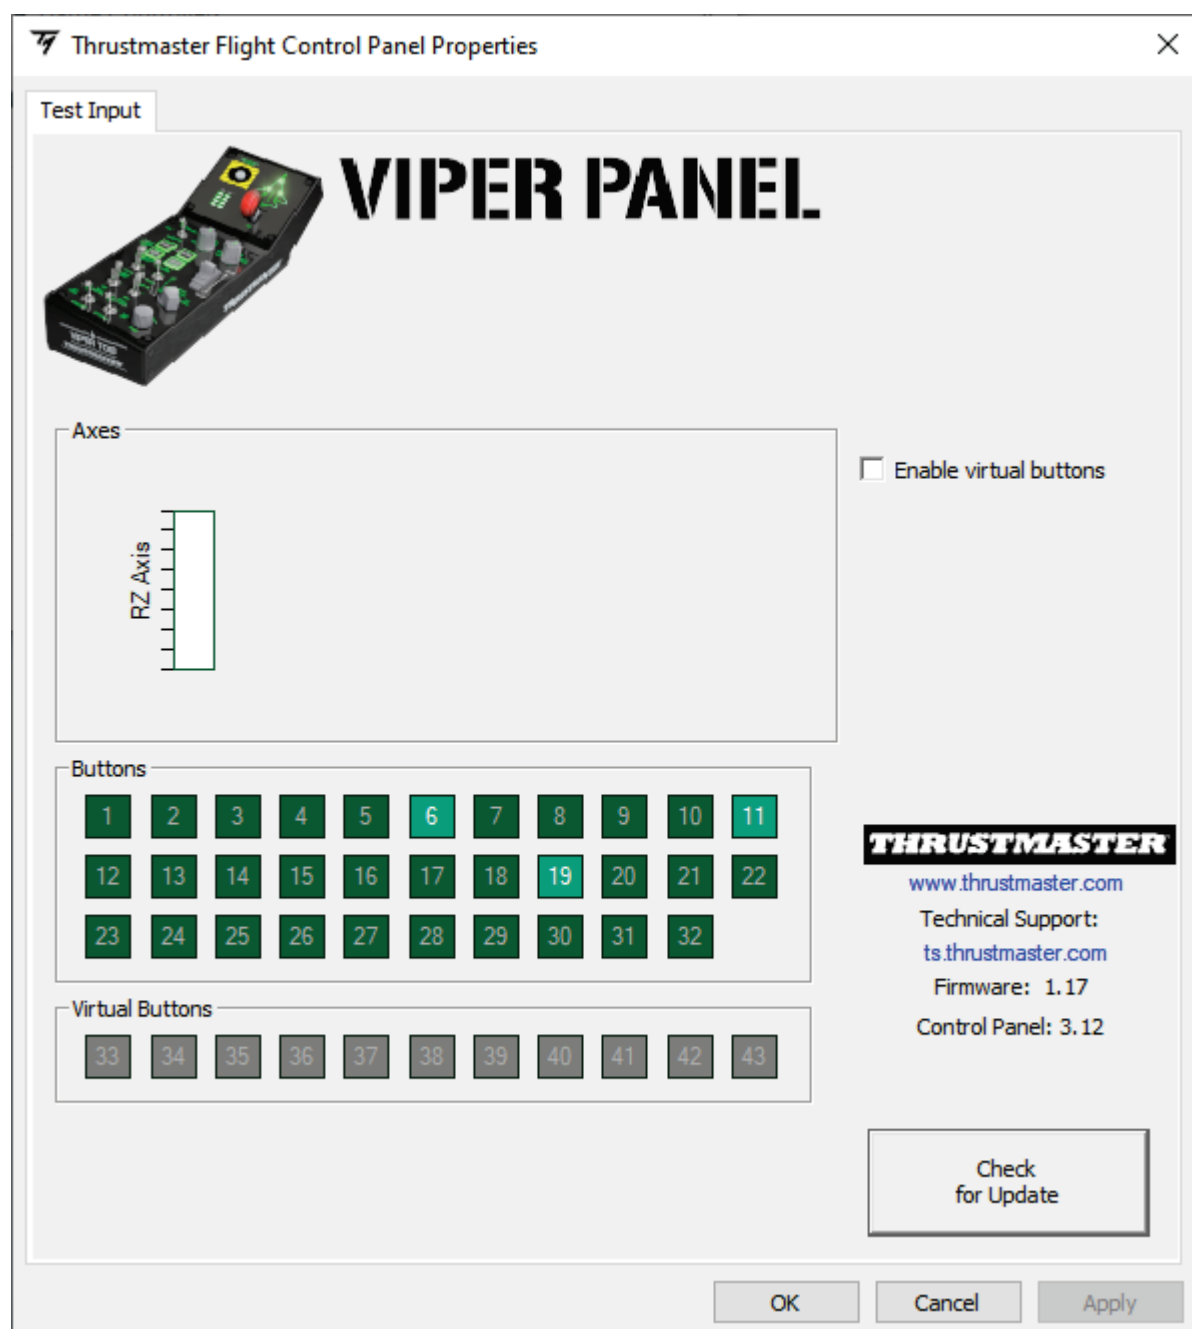 Thrustmaster Flight Control Panel Properties
Test Input
VIPER PANEL
VIPER TQS
THRUSTMASTER
Axes
RZ Axis
Enable virtual buttons
Buttons
1 2 3 4 5 6 7 8 9 10 11
12 13 14 15 16 17 18 19 20 21 22
23 24 25 26 27 28 29 30 31 32
THRUSTMASTER
www.thrustmaster.com
Technical Support:
ts.thrustmaster.com
Firmware: 1.17
Control Panel: 3.12
Virtual Buttons
33 34 35 36 37 38 39 40 41 42 43
Check
for Update
OK Cancel Apply